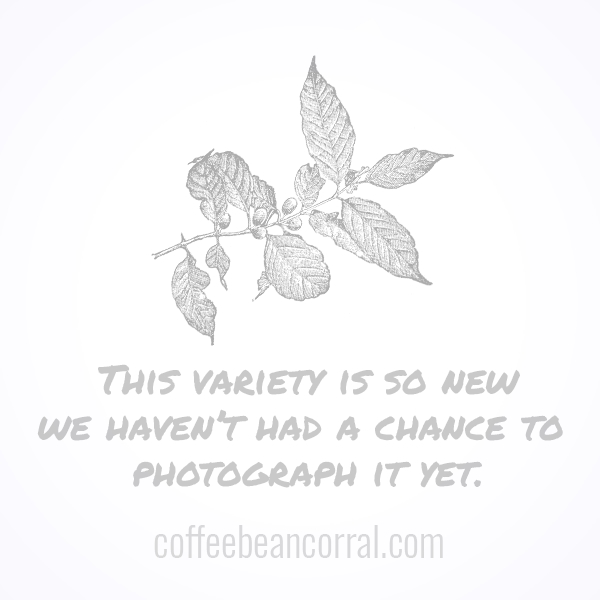 This variety is so new
we haven't had a chance to
photograph it yet.
coffeebeancorral.com